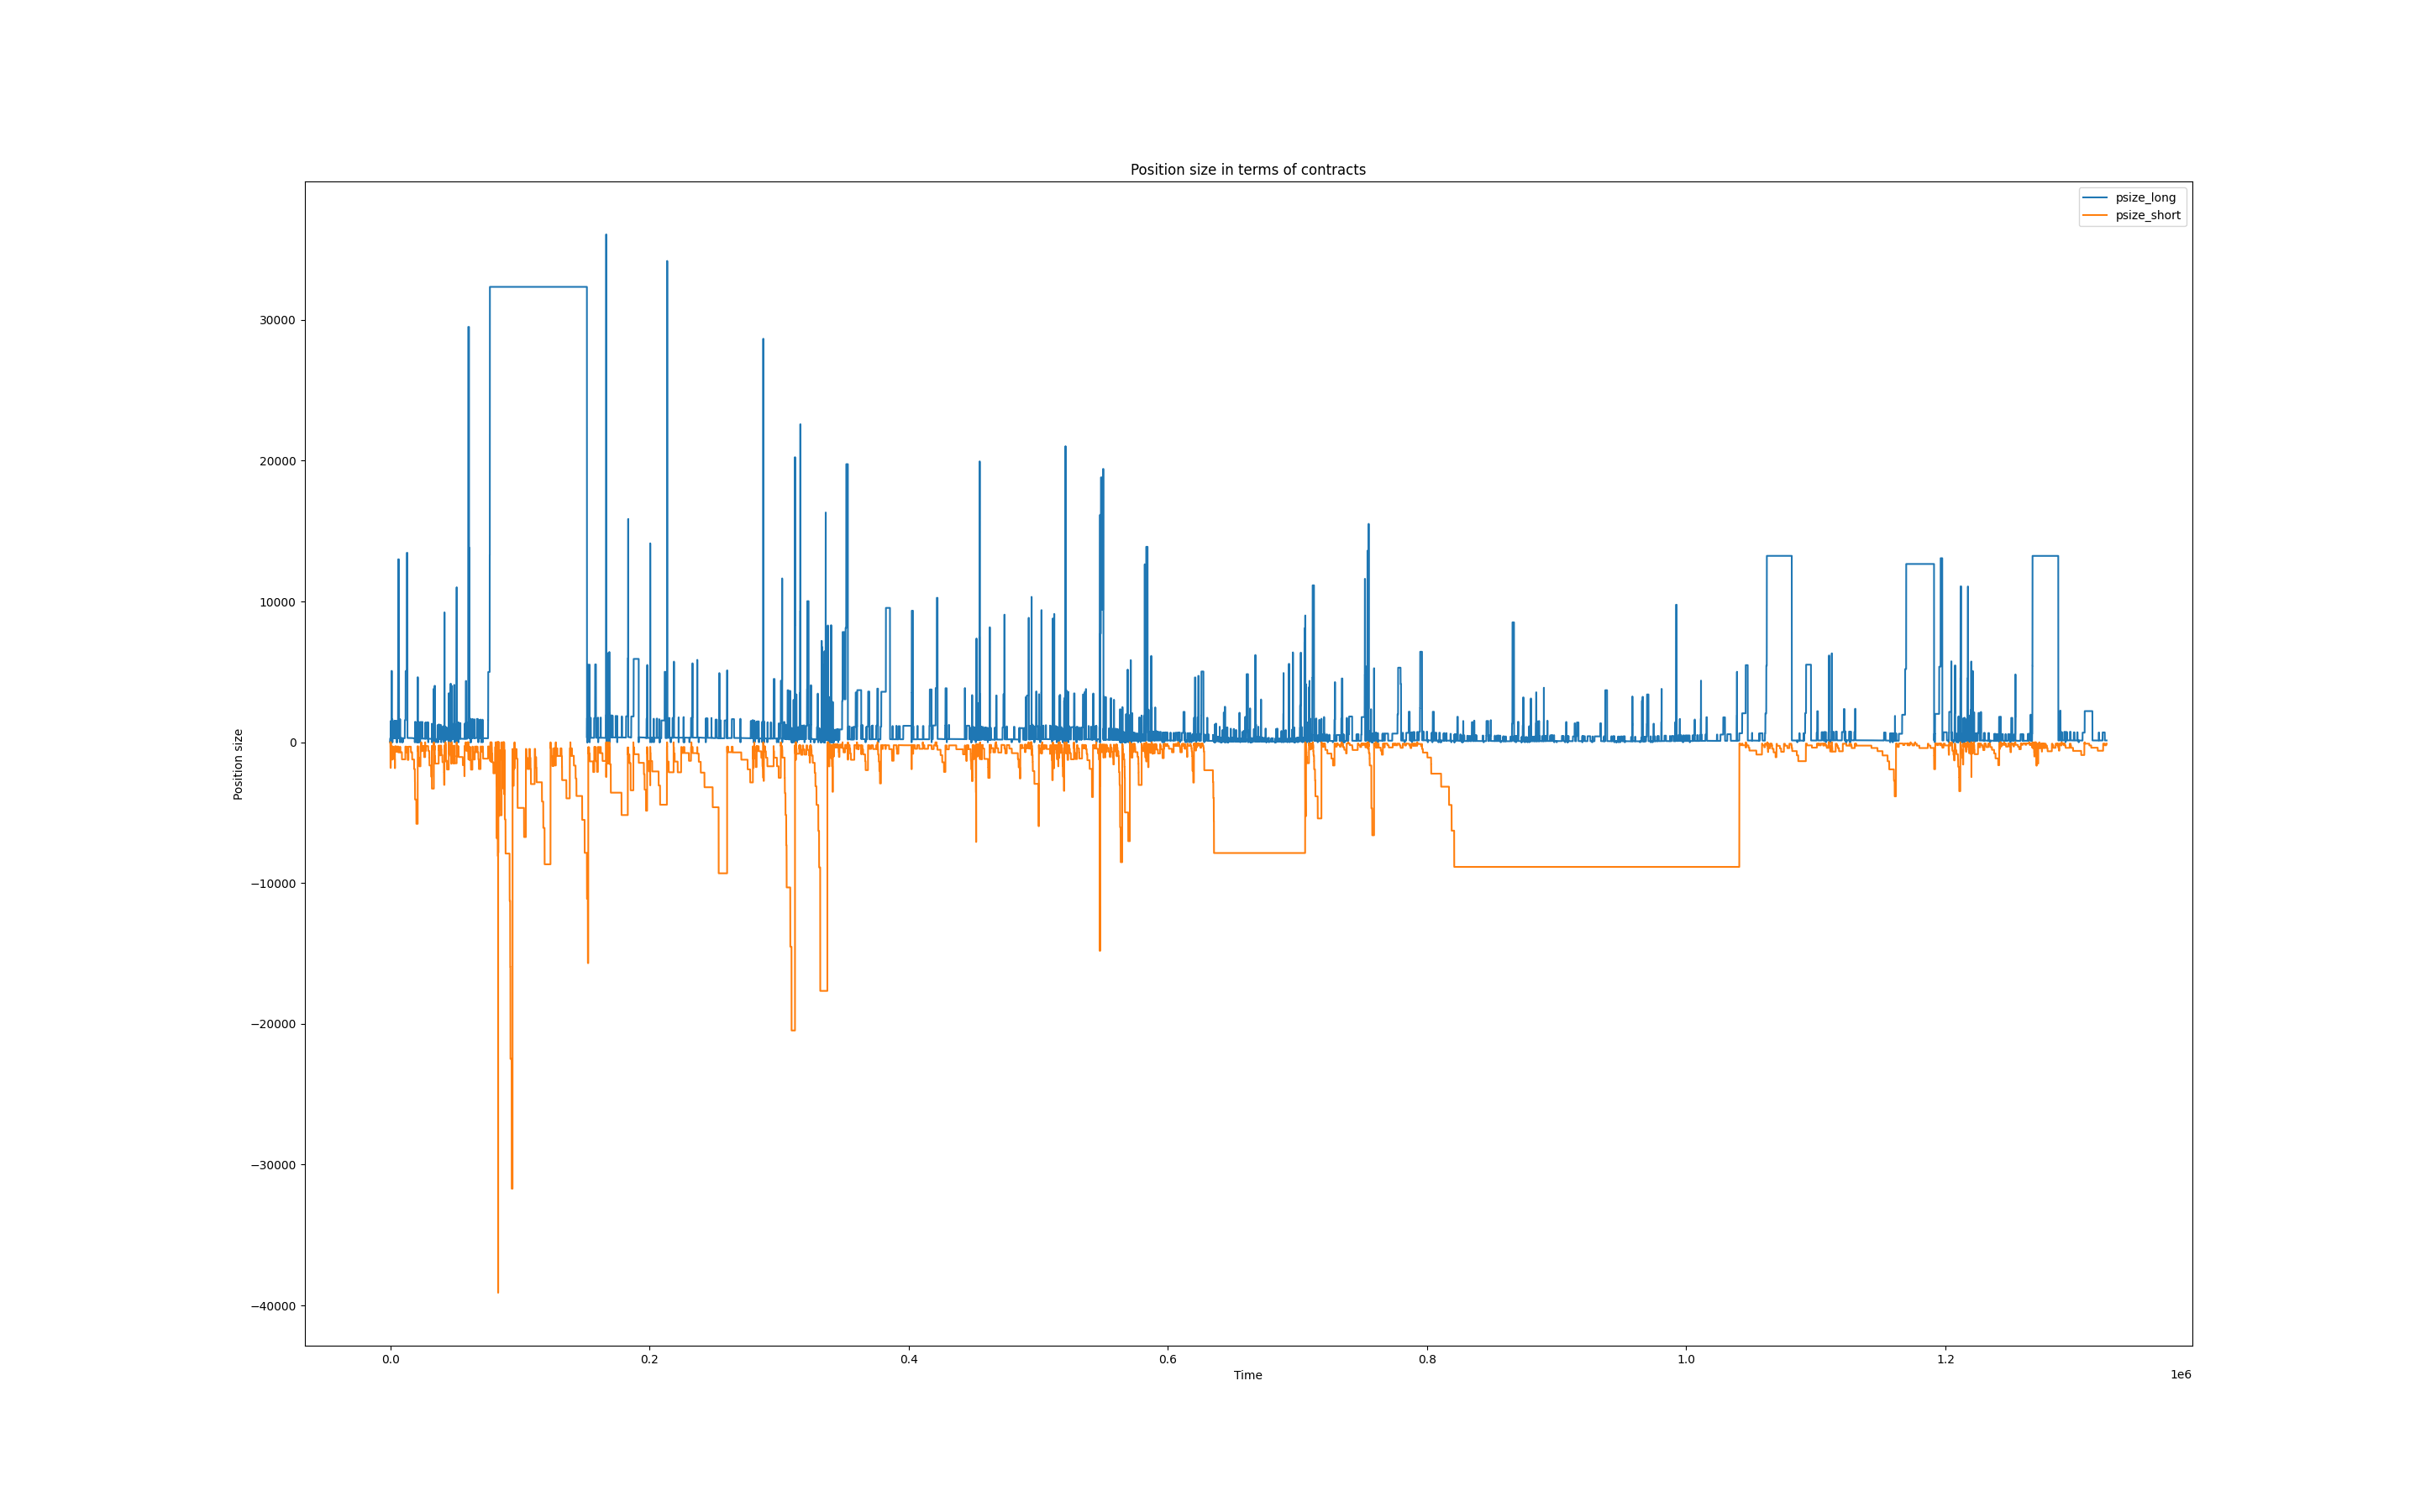 Position size in terms of contracts
psize_long
psize_short
30000
20000
10000
0
−10000
−20000
−30000
−40000
Position size
0.0
0.2
0.4
0.6
0.8
1.0
1.2
1e6
Time